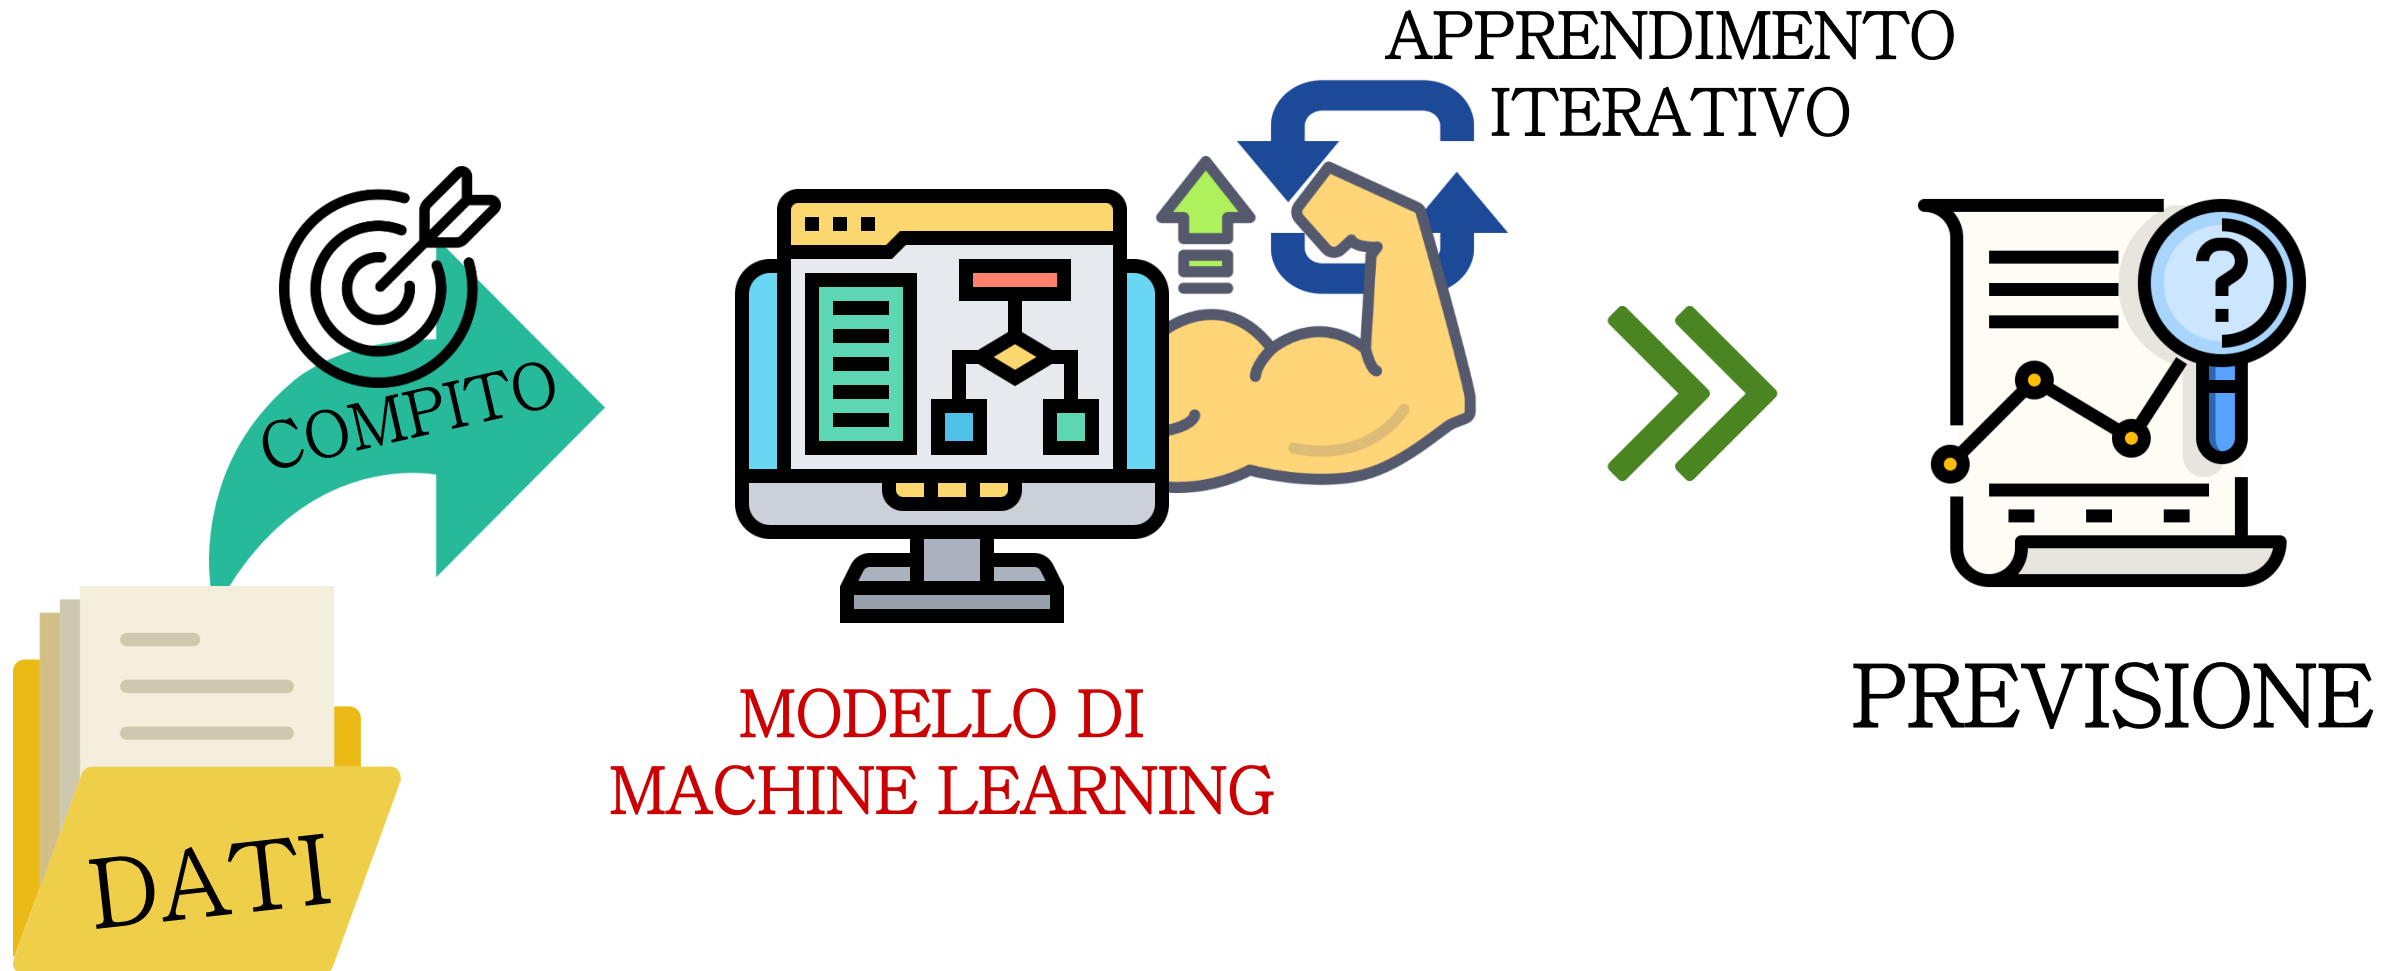 APPRENDIMENTO
ITERATIVO
COMPITO
DATI
MODELLO DI
MACHINE LEARNING
?
PREVISIONE